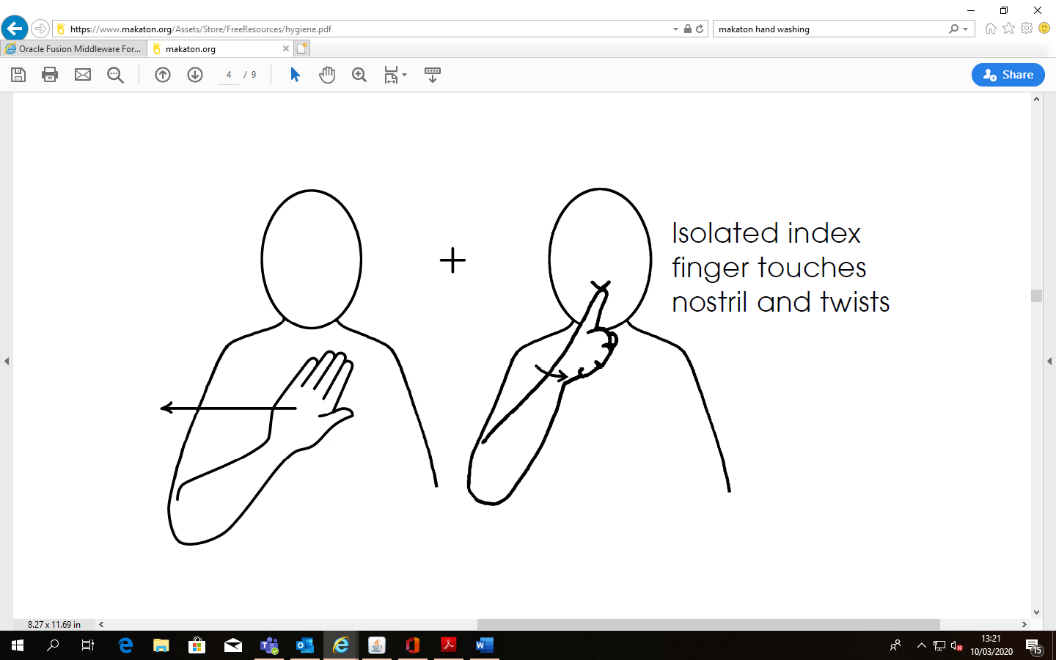 https://www.makaton.org/Assets/Store/FreeResources/hygiene.pdf
makaton hand washing
Oracle Fusion Middleware For...
makaton.org
4 / 9
Share
Isolated index
finger touches
nostril and twists
8.27 x 11.69 in
13:21
10/03/2020
15